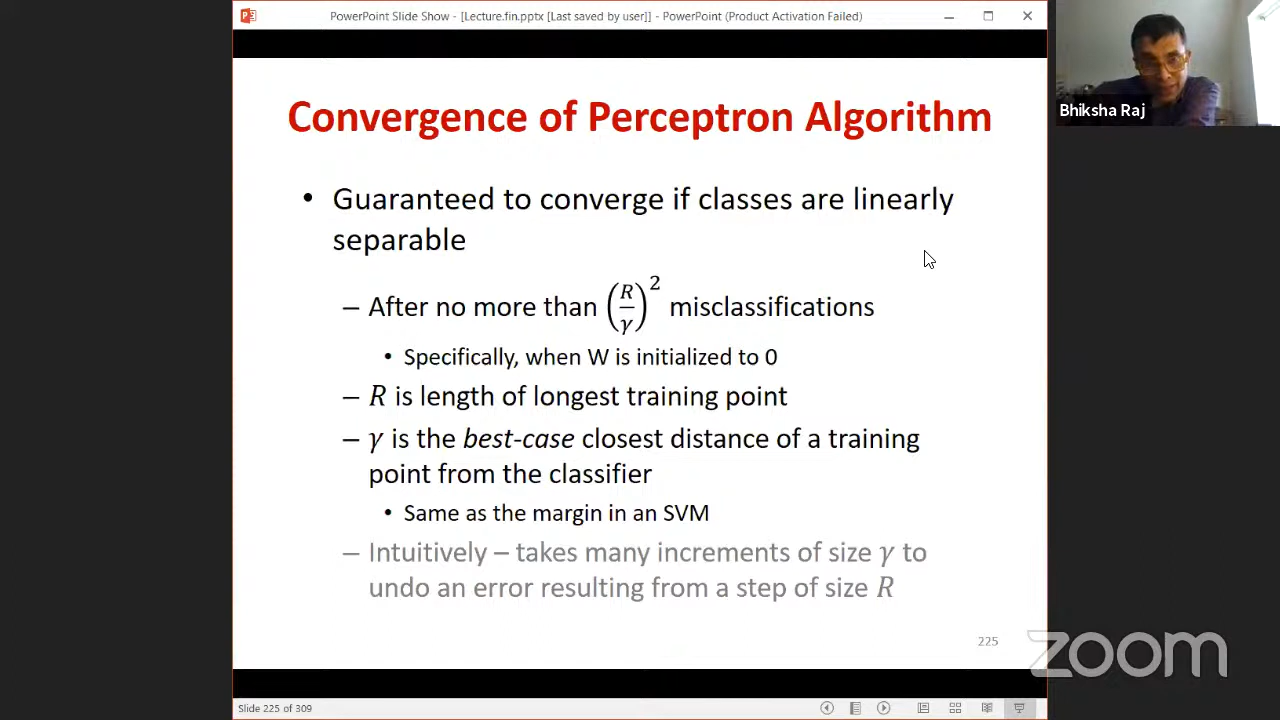 PowerPoint Slide Show - [Lecture.fin.pptx [Last saved by user]] - PowerPoint (Product Activation Failed)
Bhiksha Raj
Convergence of Perceptron Algorithm
• Guaranteed to converge if classes are linearly
separable
– After no more than (R/γ)² misclassifications
• Specifically, when W is initialized to 0
– R is length of longest training point
– γ is the best-case closest distance of a training
point from the classifier
• Same as the margin in an SVM
– Intuitively – takes many increments of size γ to
undo an error resulting from a step of size R
225
zoom
Slide 225 of 309